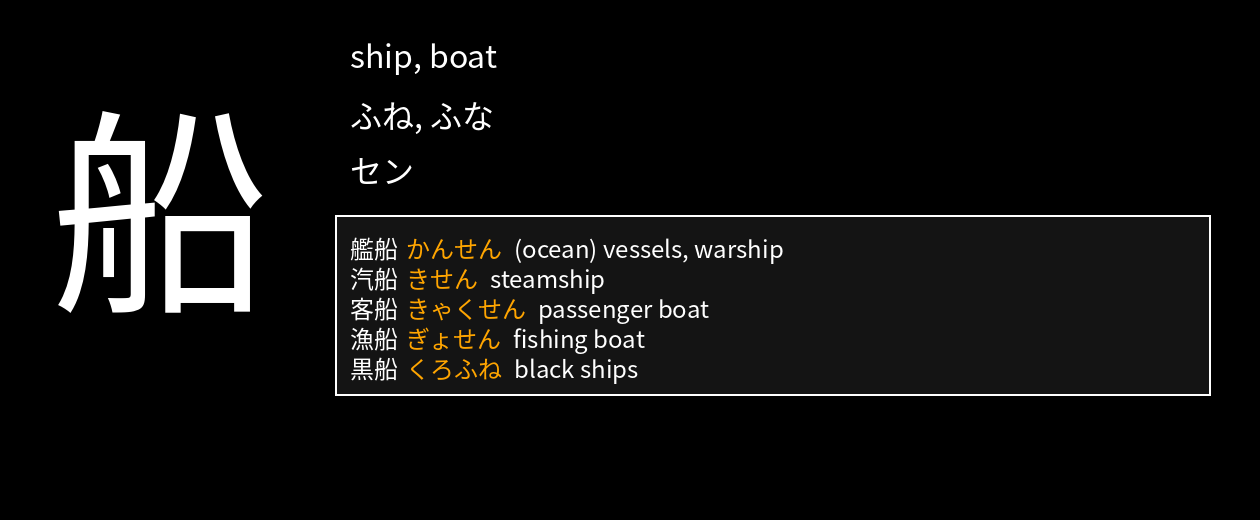 船
ship, boat
ふね, ふな
セン
艦船 かんせん (ocean) vessels, warship
汽船 きせん steamship
客船 きゃくせん passenger boat
漁船 ぎょせん fishing boat
黒船 くろふね black ships